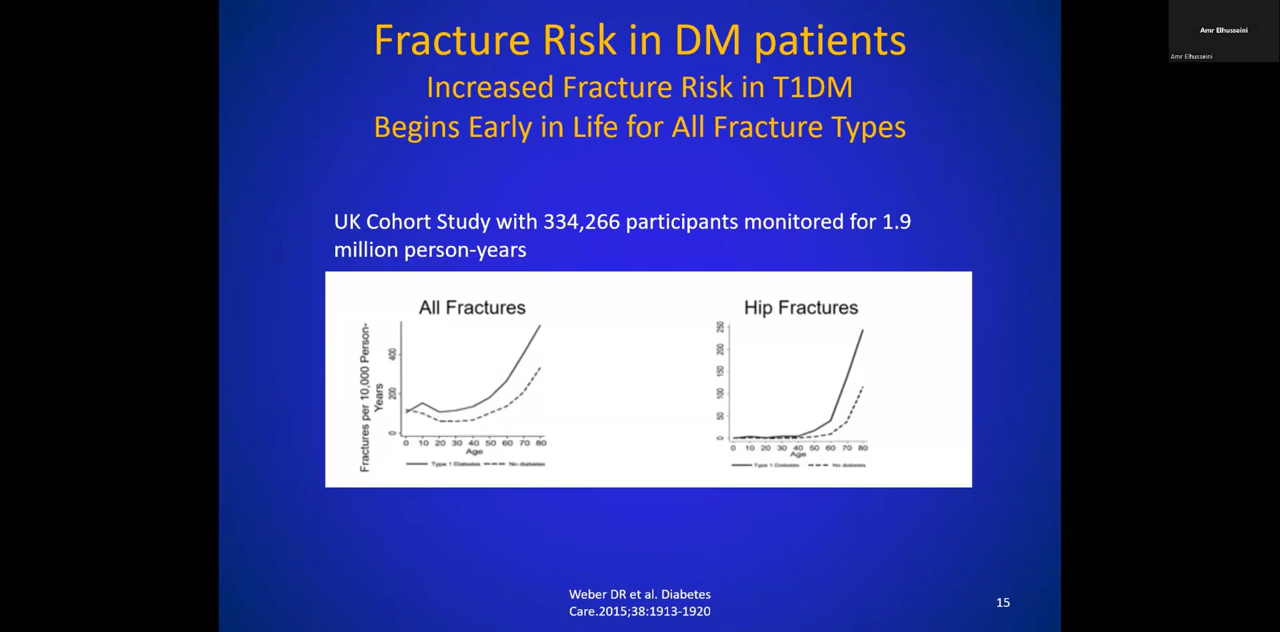 Fracture Risk in DM patients
Increased Fracture Risk in T1DM
Begins Early in Life for All Fracture Types
Amr Elhusseini
Amr Elhusseini
UK Cohort Study with 334,266 participants monitored for 1.9
million person-years
All Fractures
Fractures per 10,000 Person-
Years
400
200
0
0 10 20 30 40 50 60 70 80
Age
Type 1 Diabetes No diabetes
Hip Fractures
250
200
150
100
50
0
0 10 20 30 40 50 60 70 80
Age
Type 1 Diabetes No diabetes
Weber DR et al. Diabetes
Care.2015;38:1913-1920
15